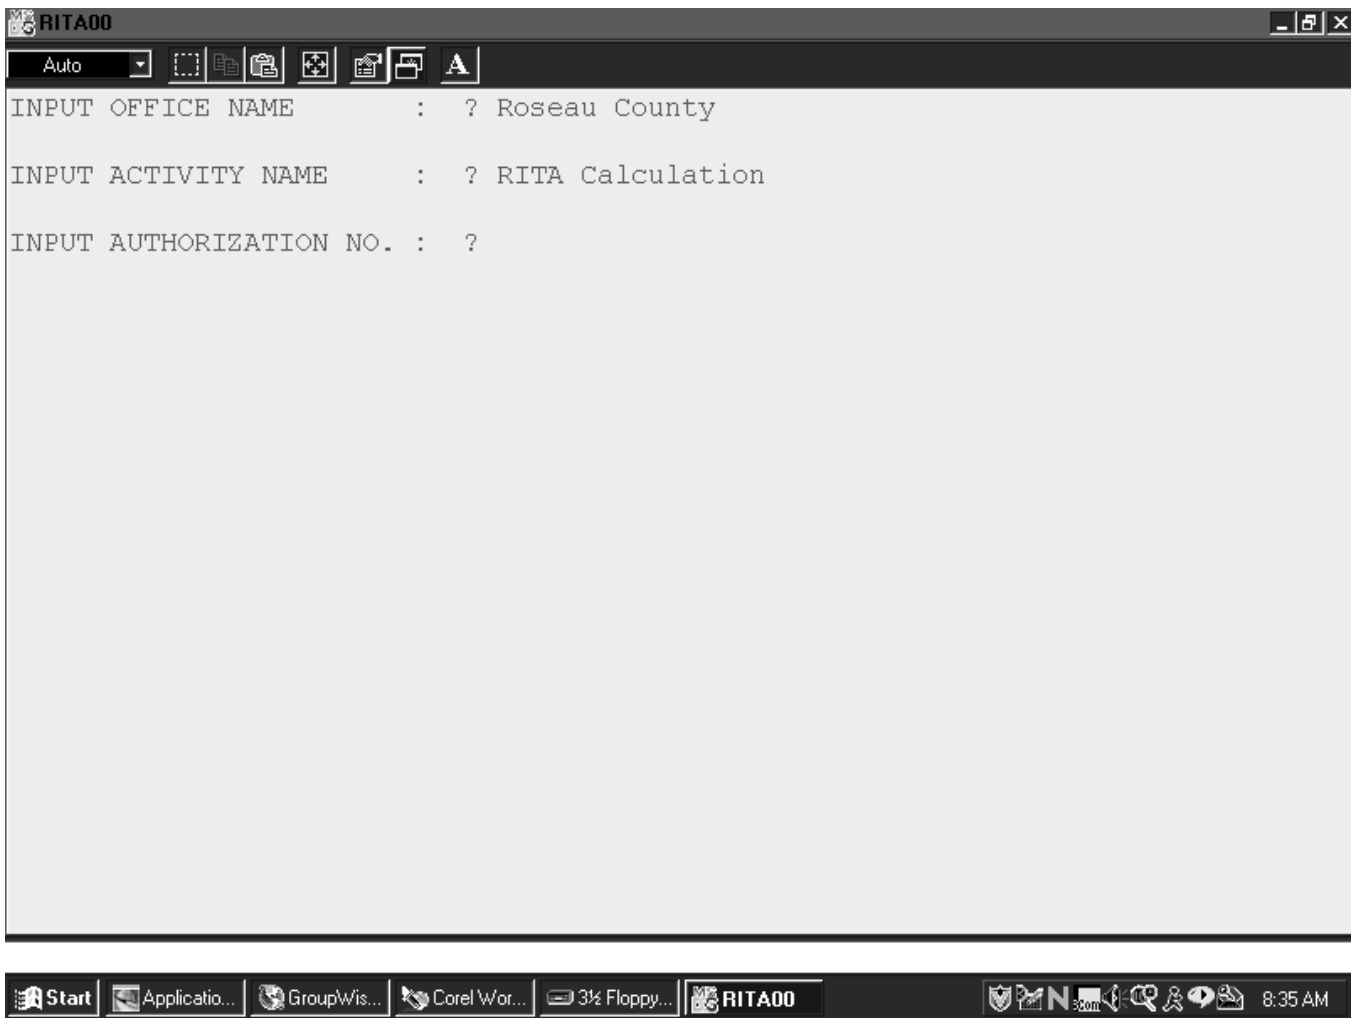 RITA00
Auto
INPUT OFFICE NAME : ? Roseau County
INPUT ACTIVITY NAME : ? RITA Calculation
INPUT AUTHORIZATION NO. : ?
Start Applicatio... GroupWis... Corel Wor... 3½ Floppy... RITA00 8:35 AM